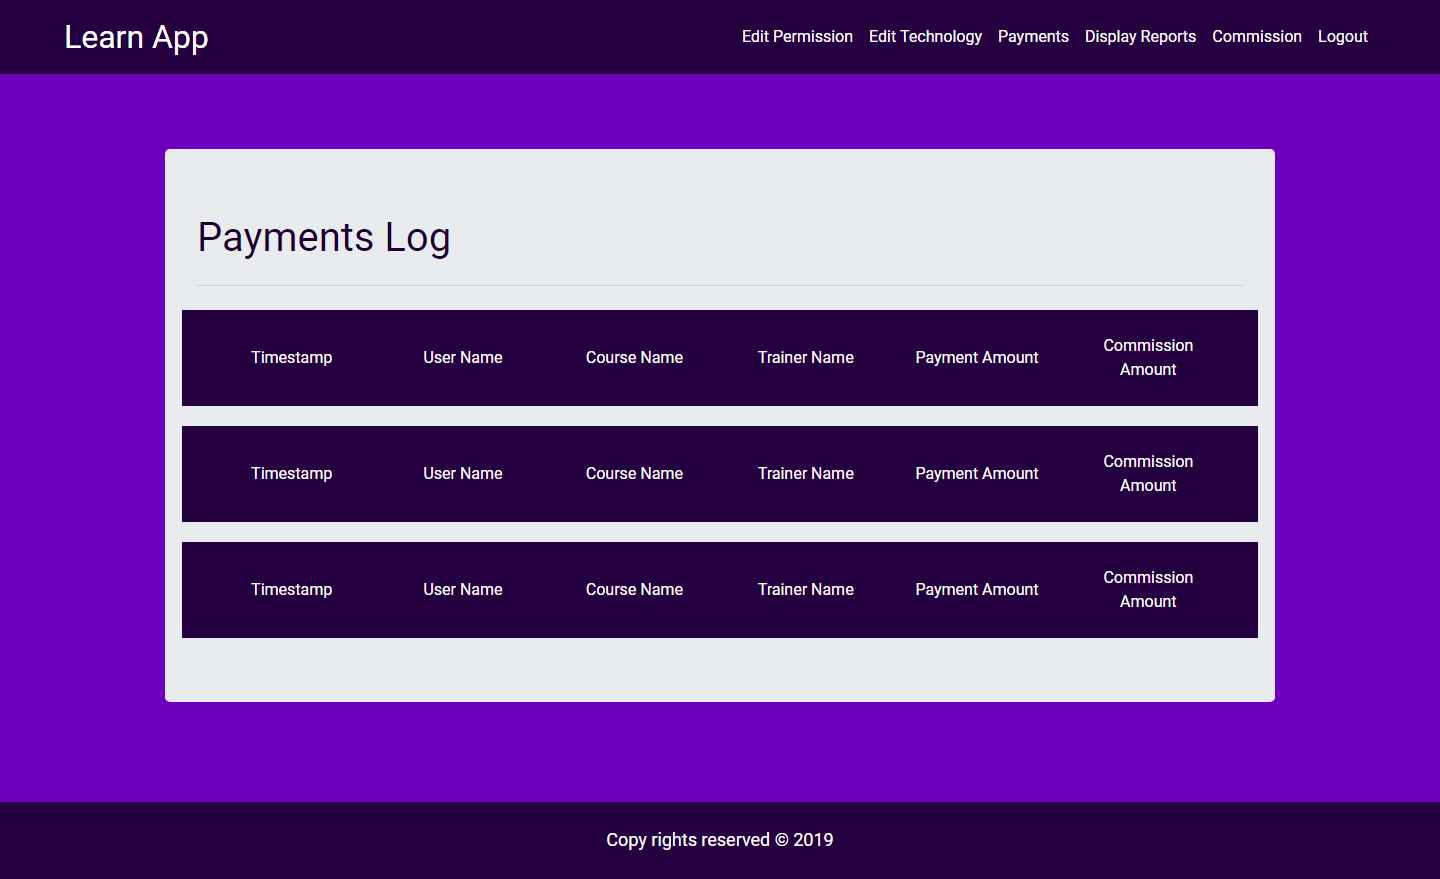 Learn App
Edit Permission Edit Technology Payments Display Reports Commission Logout
Payments Log
Timestamp User Name Course Name Trainer Name Payment Amount Commission Amount
Timestamp User Name Course Name Trainer Name Payment Amount Commission Amount
Timestamp User Name Course Name Trainer Name Payment Amount Commission Amount
Copy rights reserved © 2019